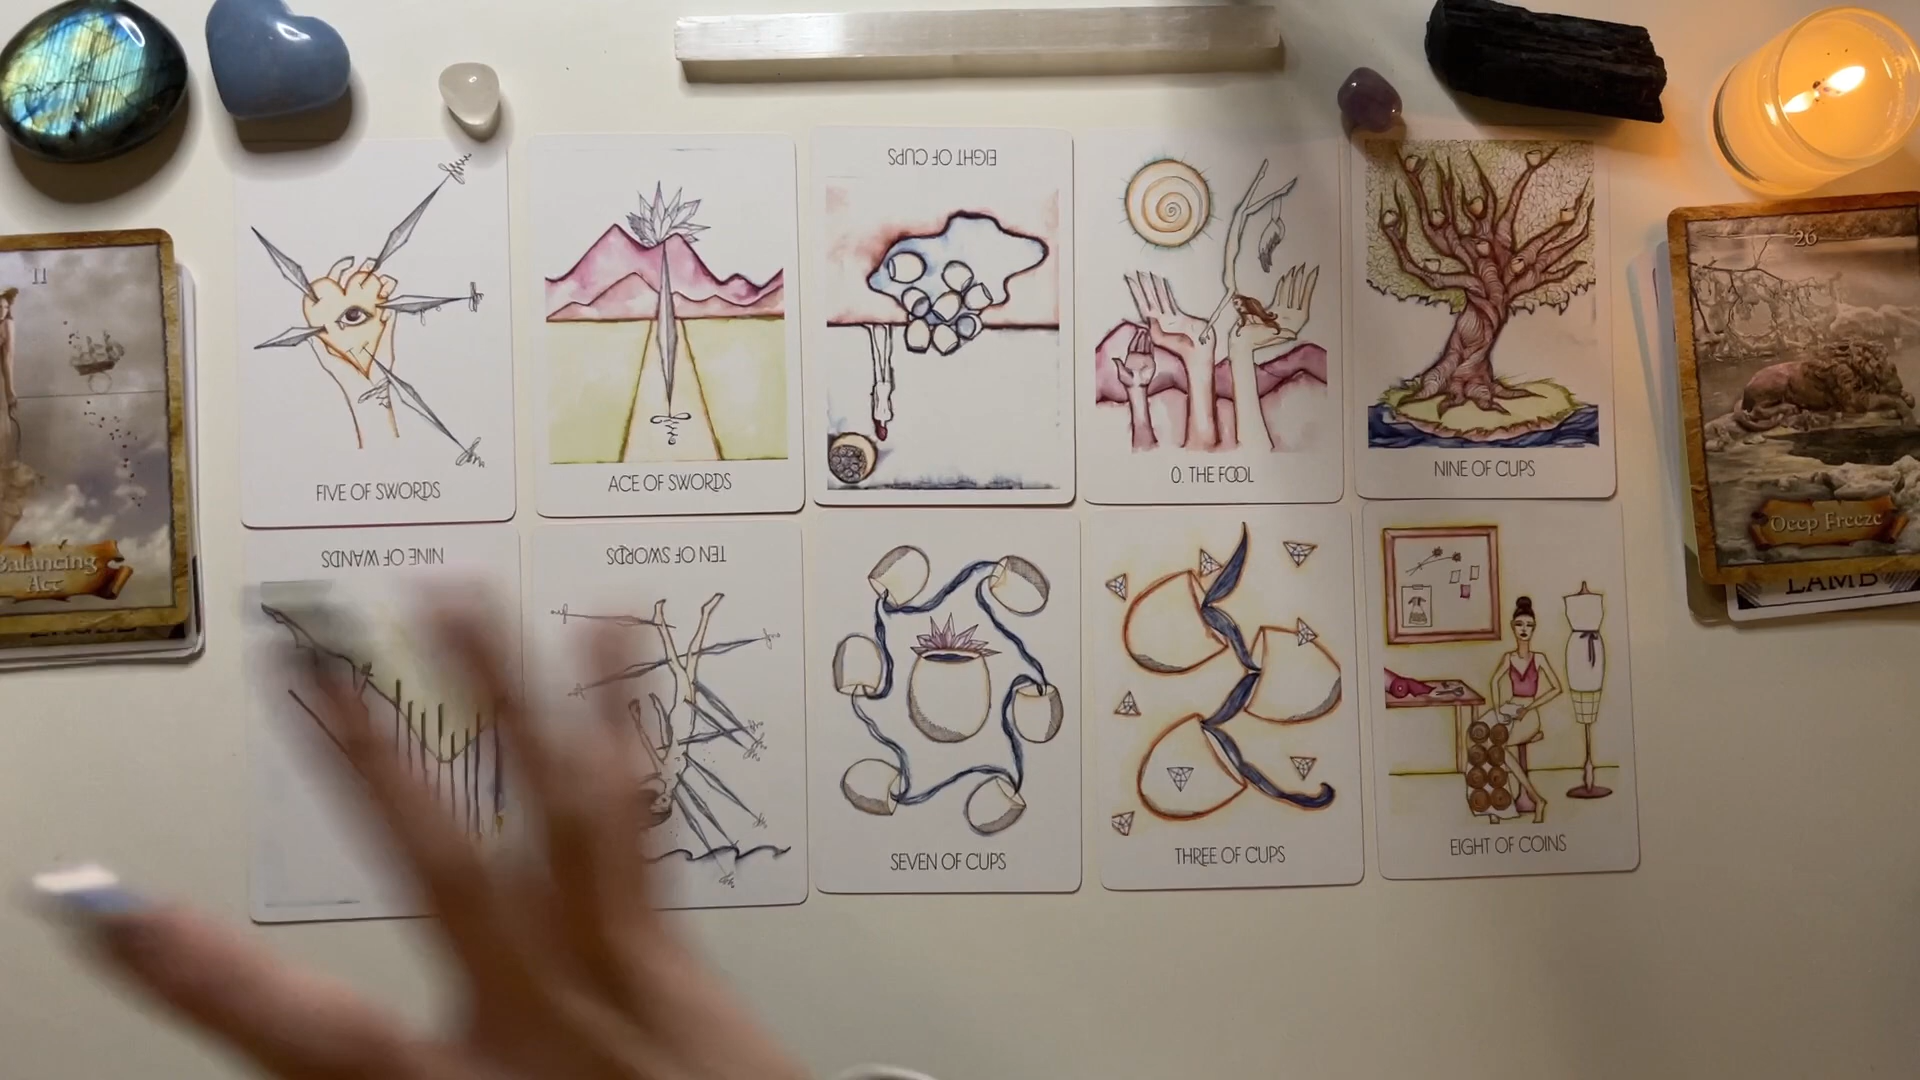 EIGHT OF CUPS
11
26
FIVE OF SWORDS
ACE OF SWORDS
0. THE FOOL
NINE OF CUPS
Balancing
Act
Deep Freeze
LAMB
NINE OF WANDS
TEN OF SWORDS
SEVEN OF CUPS
THREE OF CUPS
EIGHT OF COINS